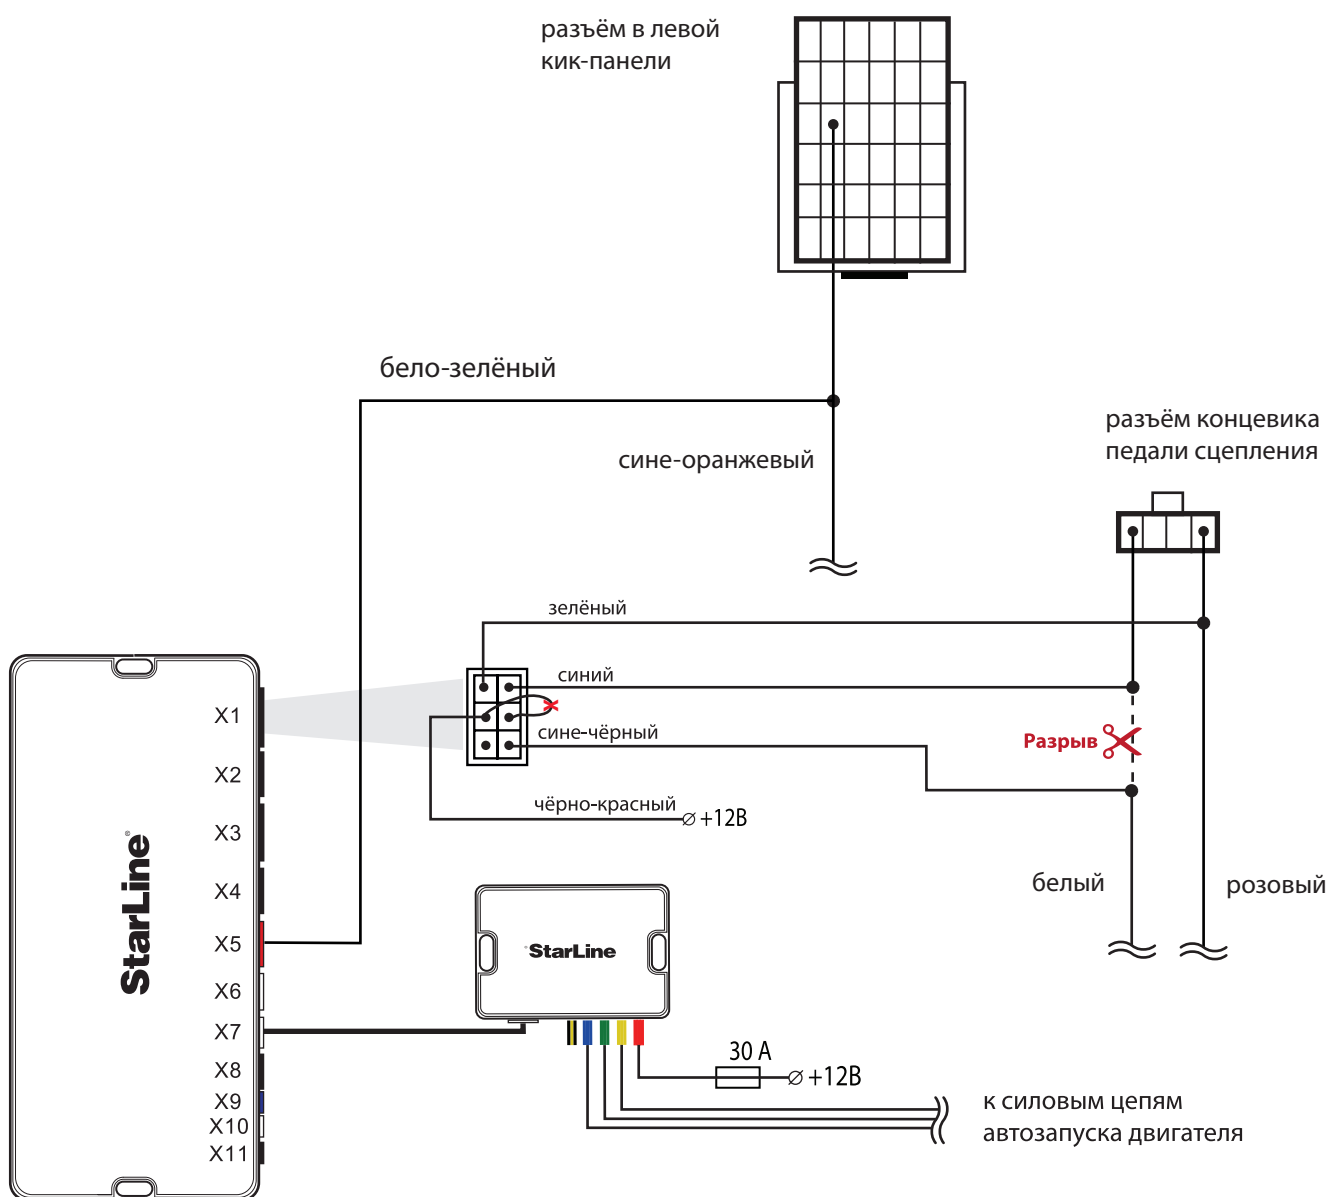 разъём в левой
кик-панели
бело-зелёный
сине-оранжевый
разъём концевика
педали сцепления
зелёный
синий
сине-чёрный
Разрыв
чёрно-красный
+12В
белый
розовый
X1
X2
X3
X4
X5
X6
X7
X8
X9
X10
X11
StarLine®
StarLine
30 А
+12В
к силовым цепям
автозапуска двигателя